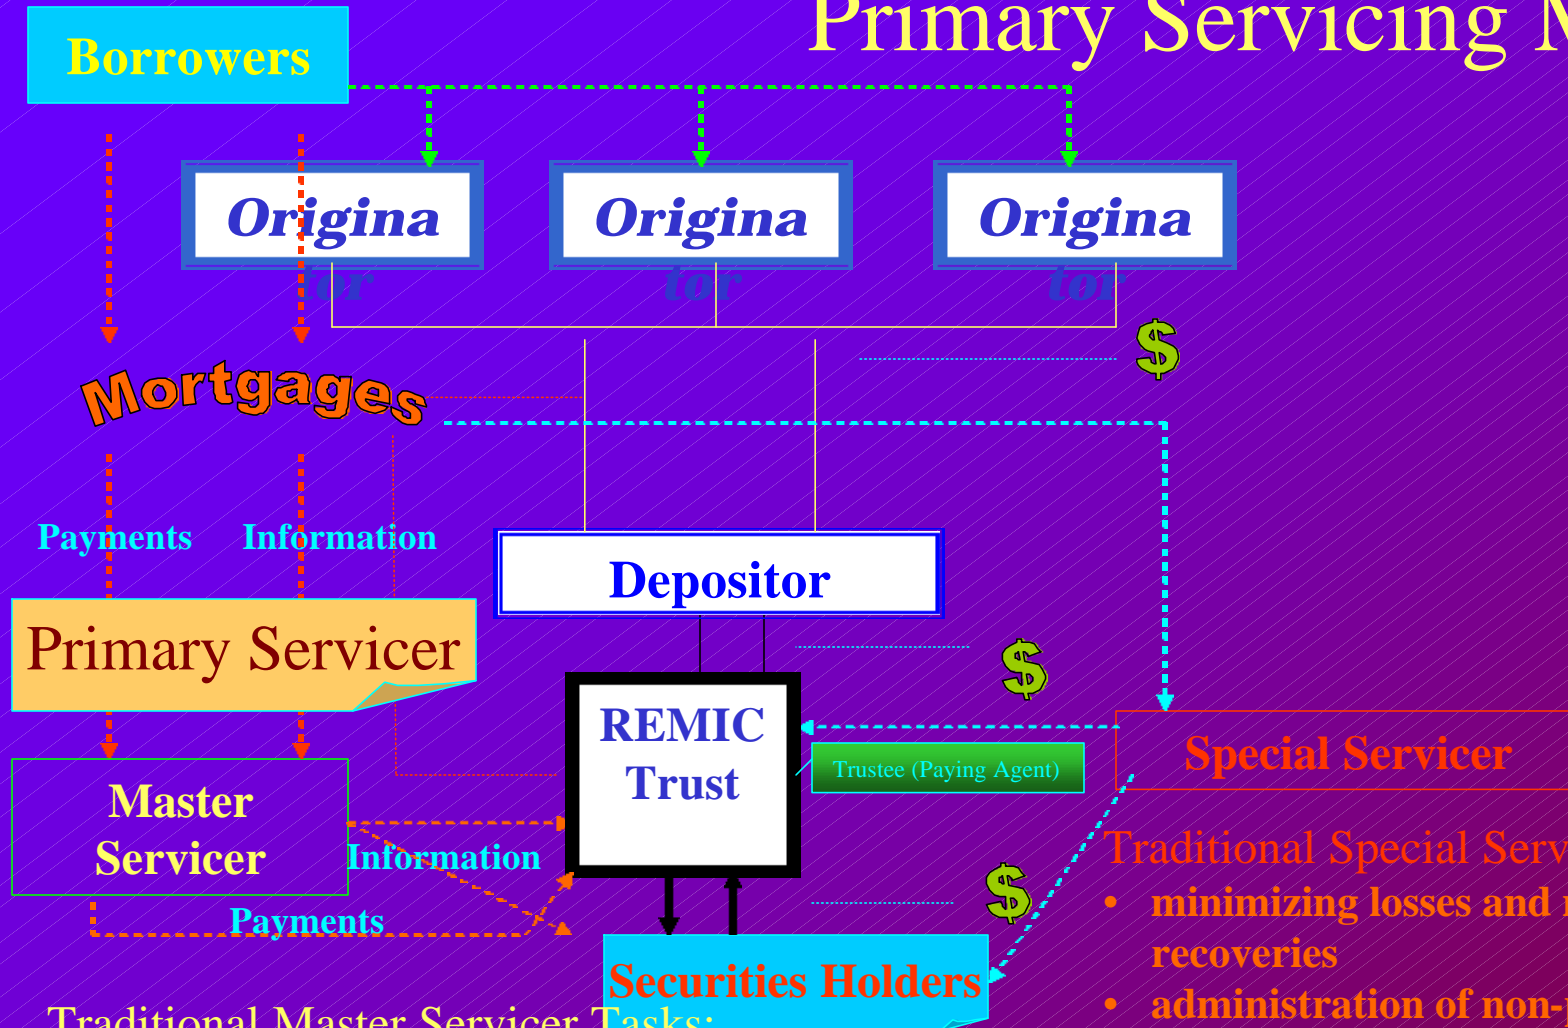 Primary Servicing
Borrowers
Origina
tor
Origina
tor
Origina
tor
$
Mortgages
Payments
Information
Depositor
Primary Servicer
$
REMIC
Trust
Trustee (Paying Agent)
Special Servicer
Master
Servicer
Information
Payments
Traditional Special Serv
$
• minimizing losses and
recoveries
Securities Holders
• administration of non-
Traditional Master Servicer Tasks: